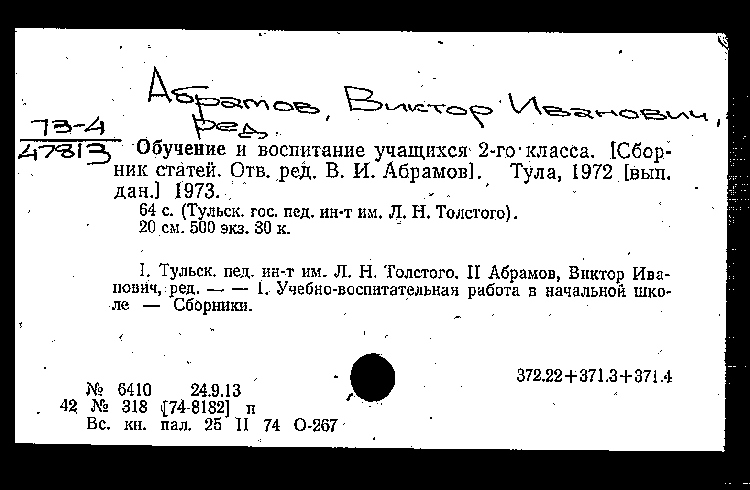 Абрамов, Виктор Иванович,
ред.
73-4
47813
Обучение и воспитание учащихся 2-го класса. [Сбор-
ник статей. Отв. ред. В. И. Абрамов]. Тула, 1972 [вып.
дан.] 1973.
64 с. (Тульск. гос. пед. ин-т им. Л. Н. Толстого).
20 см. 500 экз. 30 к.
I. Тульск. пед. ин-т им. Л. Н. Толстого. II Абрамов, Виктор Ива-
нович, ред. — — 1. Учебно-воспитательная работа в начальной шко-
ле — Сборники.
372.22+371.3+371.4
№ 6410 24.9.13
42 № 318 [74-8182] п
Вс. кн. пал. 25 II 74 О-267